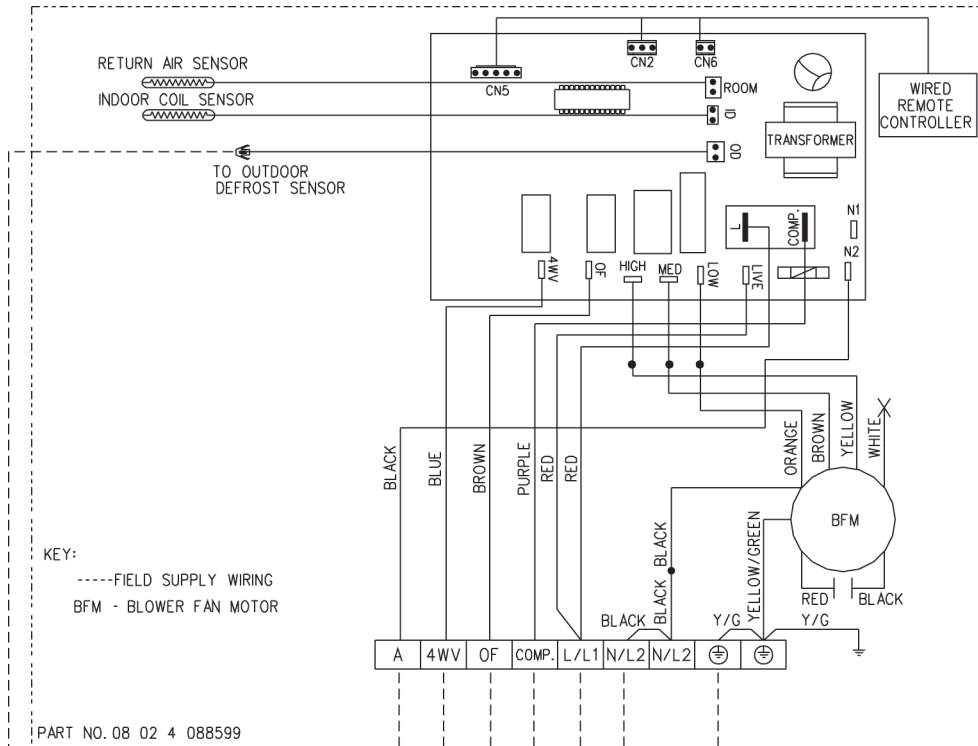 RETURN AIR SENSOR
INDOOR COIL SENSOR
TO OUTDOOR
DEFROST SENSOR
CN5
CN2
CN6
ROOM
ID
OD
TRANSFORMER
WIRED
REMOTE
CONTROLLER
4WV
OF
HIGH
MED
LOW
LIVE
L
COMP.
N1
N2
BLACK
BLUE
BROWN
PURPLE
RED
RED
BLACK
BLACK
YELLOW/GREEN
ORANGE
BROWN
YELLOW
WHITE
BFM
RED
BLACK
KEY:
-----FIELD SUPPLY WIRING
BFM - BLOWER FAN MOTOR
BLACK
Y/G
Y/G
A
4WV
OF
COMP.
L/L1
N/L2
N/L2
PART NO. 08 02 4 088599